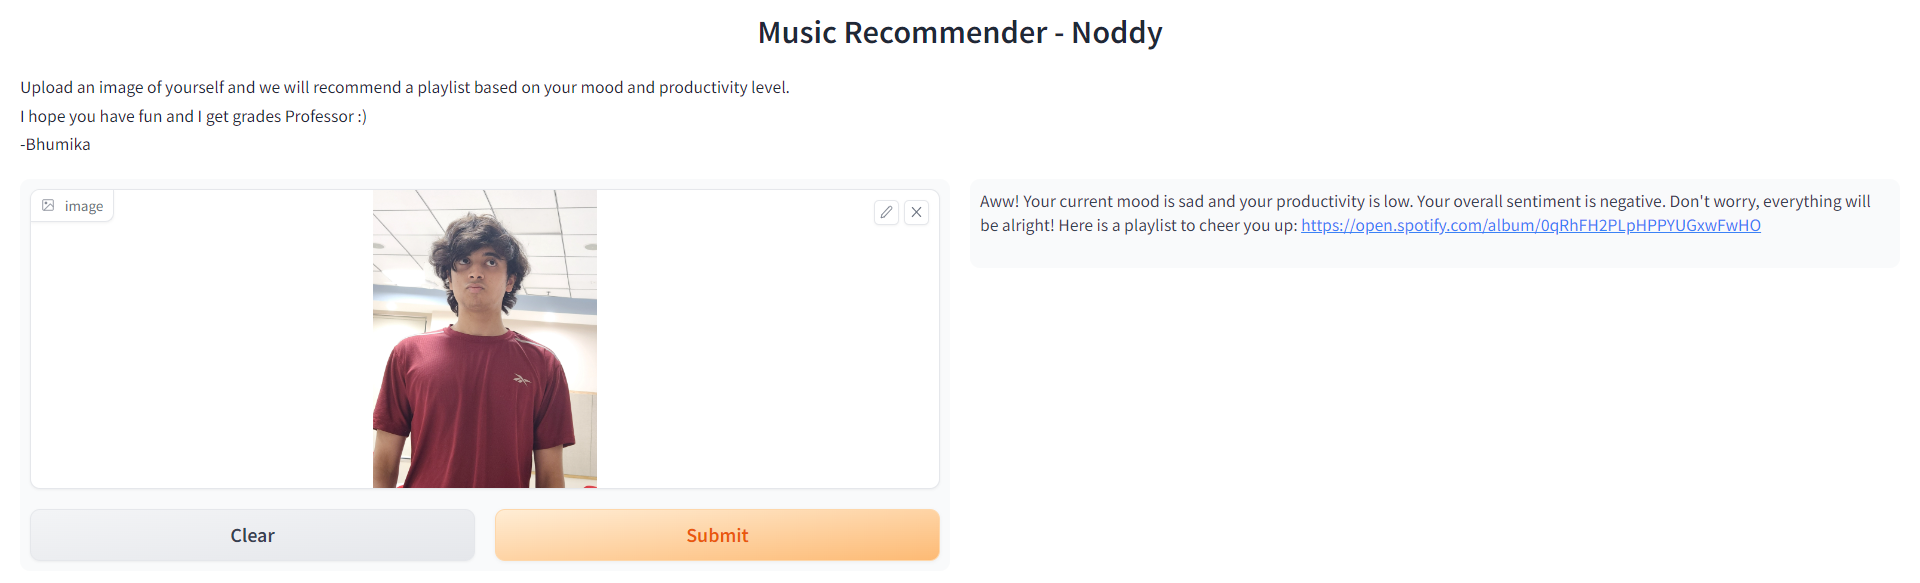 Music Recommender - Noddy
Upload an image of yourself and we will recommend a playlist based on your mood and productivity level.
I hope you have fun and I get grades Professor :)
-Bhumika
image
Aww! Your current mood is sad and your productivity is low. Your overall sentiment is negative. Don't worry, everything will
be alright! Here is a playlist to cheer you up: https://open.spotify.com/album/0qRhFH2PLpHPPYUGxwFwHO
Clear
Submit